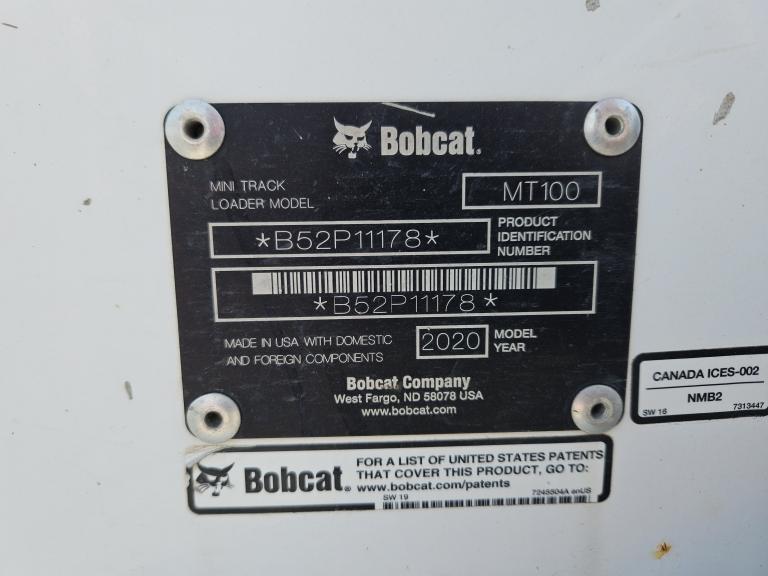 Bobcat.
MINI TRACK
LOADER MODEL
MT100
*B52P11178*
PRODUCT
IDENTIFICATION
NUMBER
*B52P11178*
MADE IN USA WITH DOMESTIC
AND FOREIGN COMPONENTS
2020
MODEL
YEAR
Bobcat Company
West Fargo, ND 58078 USA
www.bobcat.com
CANADA ICES-002
NMB2
SW 16
7313447
Bobcat®
FOR A LIST OF UNITED STATES PATENTS
THAT COVER THIS PRODUCT, GO TO:
www.bobcat.com/patents
SW 19
7245504A enUS